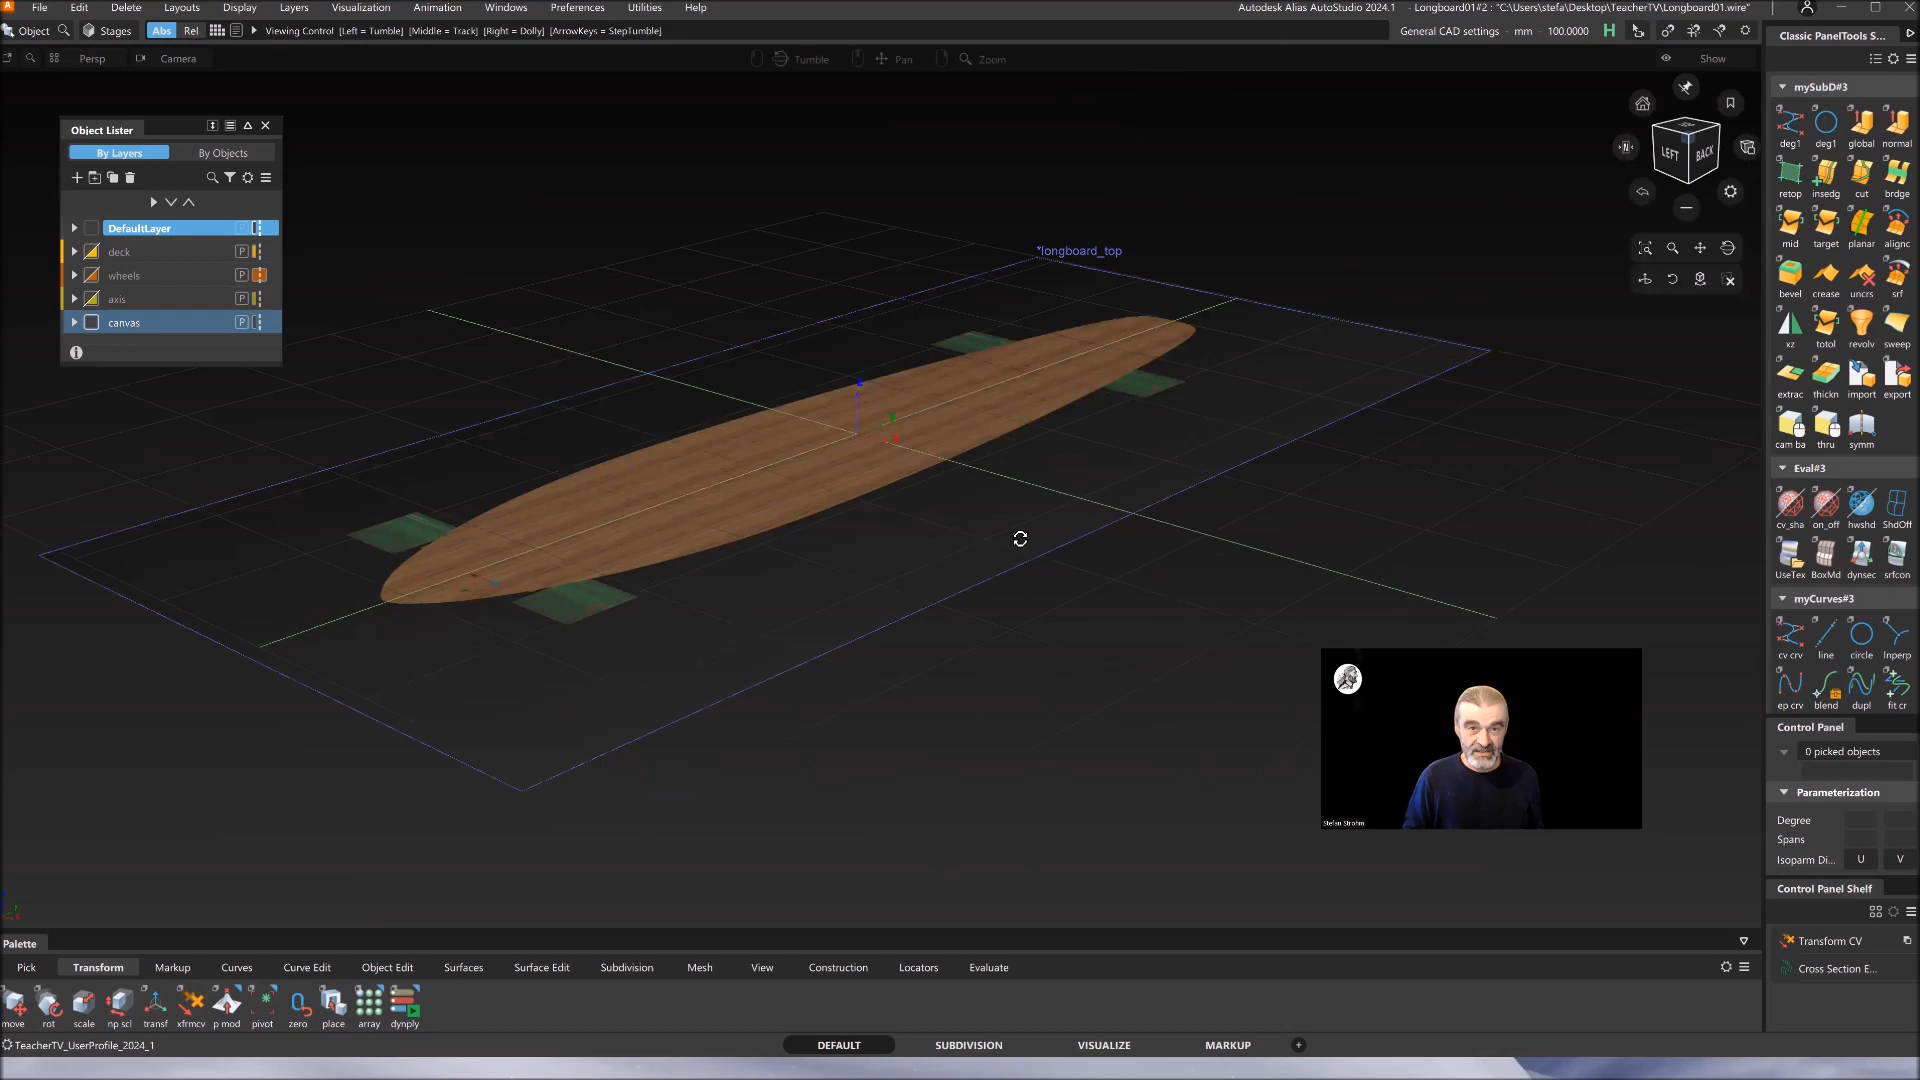 File Edit Delete Layouts Display Layers Visualization Animation Windows Preferences Utilities Help
Autodesk Alias AutoStudio 2024.1 - Longboard01#2 : "C:\Users\stefa\Desktop\TeacherTV\Longboard01.wire"
Object Stages Abs Rel Viewing Control [Left = Tumble] [Middle = Track] [Right = Dolly] [ArrowKeys = StepTumble]
General CAD settings - mm - 100.0000
Classic PanelTools S...
Persp Camera Tumble Pan Zoom Show
Object Lister
By Layers By Objects
DefaultLayer
deck P
wheels P
axis P
canvas P
*longboard_top
LEFT BACK
mySubD#3
deg1 deg1 global normal
retop insedg cut brdge
mid target planar alignc
bevel crease uncrs srf
xz totol revolv sweep
extrac thickn import export
cam ba thru symm
Eval#3
cv_sha on_off hwshd ShdOff
UseTex BoxMd dynsec srfcon
myCurves#3
cv crv line circle lnperp
ep crv blend dupl fit cr
Control Panel
0 picked objects
Parameterization
Degree
Spans
Isoparm Di... U V
Control Panel Shelf
Transform CV
Cross Section E...
Stefan Strohm
Palette
Pick Transform Markup Curves Curve Edit Object Edit Surfaces Surface Edit Subdivision Mesh View Construction Locators Evaluate
move rot scale np scl transf xfrmcv p mod pivot zero place array dynply
TeacherTV_UserProfile_2024_1
DEFAULT SUBDIVISION VISUALIZE MARKUP +